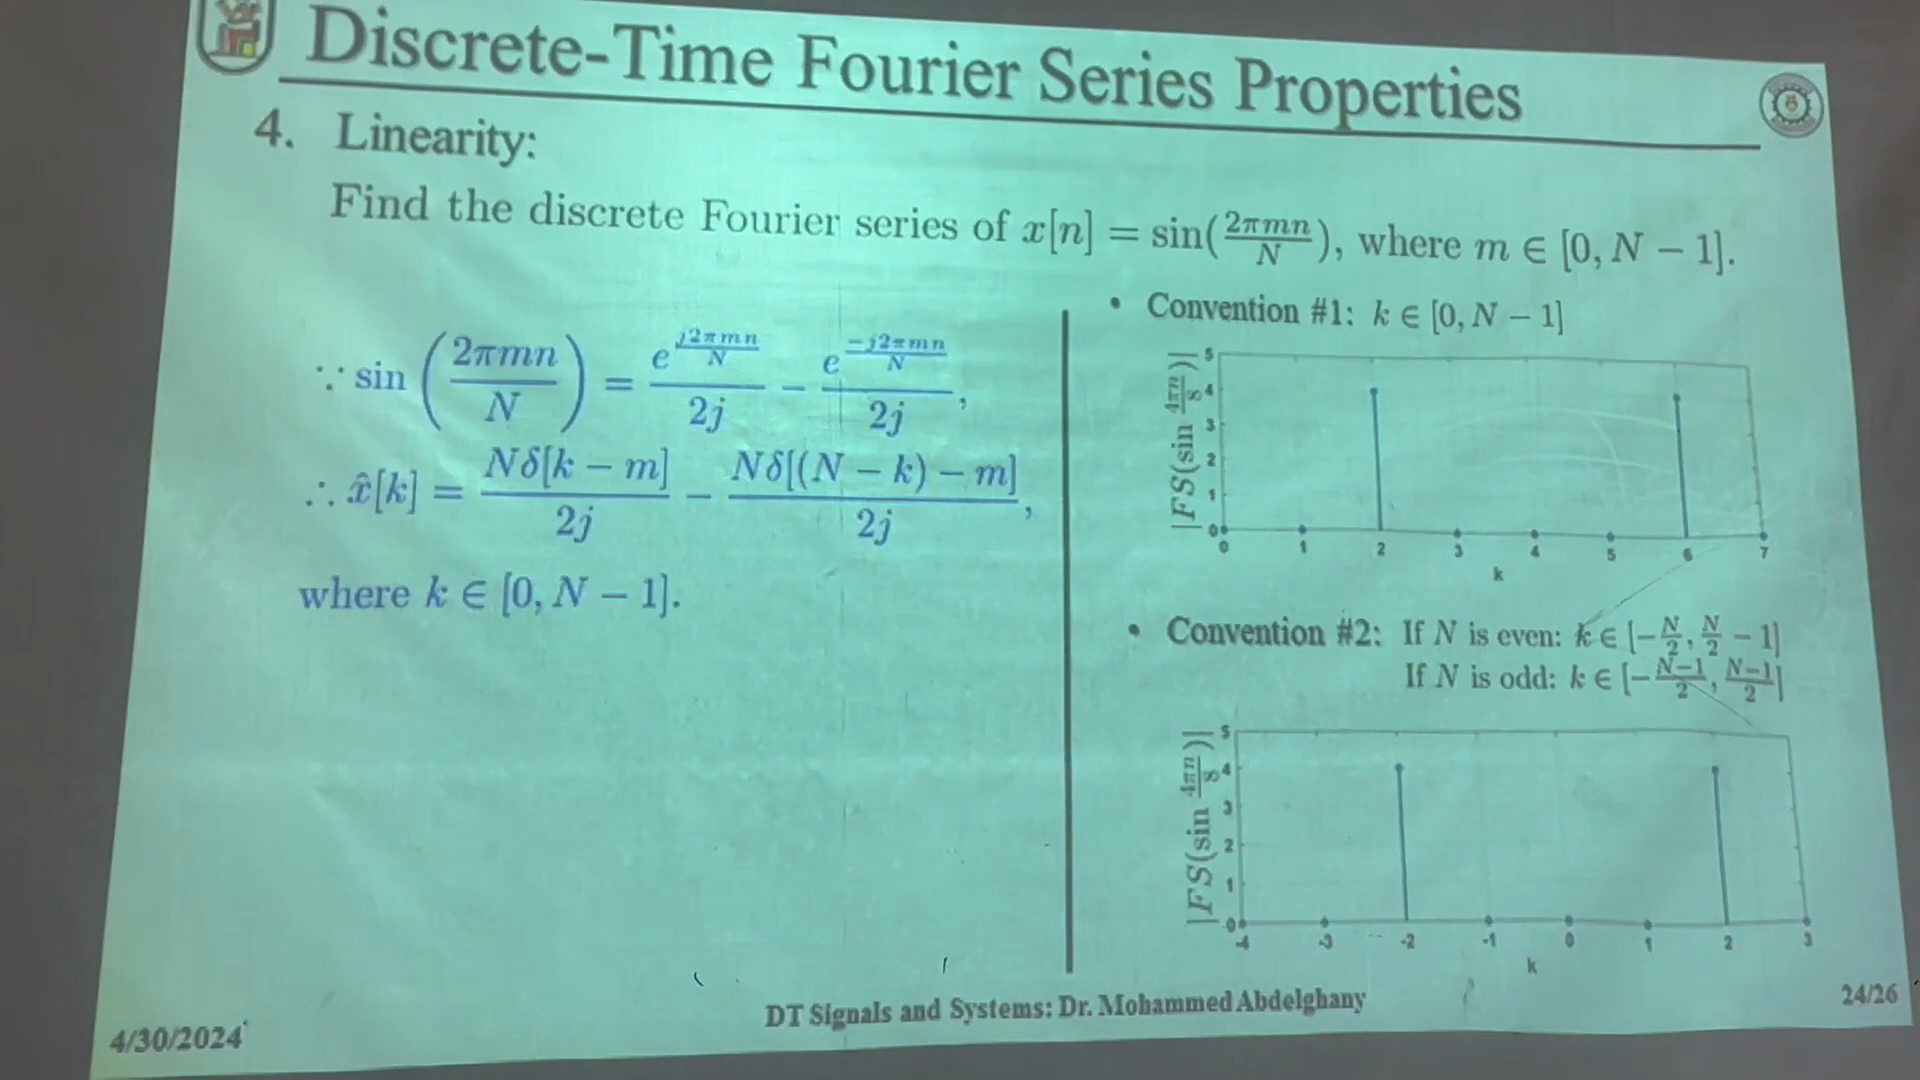 Discrete-Time Fourier Series Properties
4. Linearity:
Find the discrete Fourier series of x[n] = sin(2πmn/N), where m ∈ [0, N − 1].
∵ sin(2πmn/N) = e^(j2πmn/N)/2j − e^(−j2πmn/N)/2j,
∴ x̂[k] = Nδ[k − m]/2j − Nδ[(N − k) − m]/2j,
where k ∈ [0, N − 1].
• Convention #1: k ∈ [0, N − 1]
|FS(sin 4πn/8)|
5
4
3
2
1
0
0 1 2 3 4 5 6 7
k
• Convention #2: If N is even: k ∈ [−N/2, N/2 − 1]
If N is odd: k ∈ [−N−1/2, N−1/2]
|FS(sin 4πn/8)|
5
4
3
2
1
0
-4 -3 -2 -1 0 1 2 3
k
4/30/2024
DT Signals and Systems: Dr. Mohammed Abdelghany
24/26